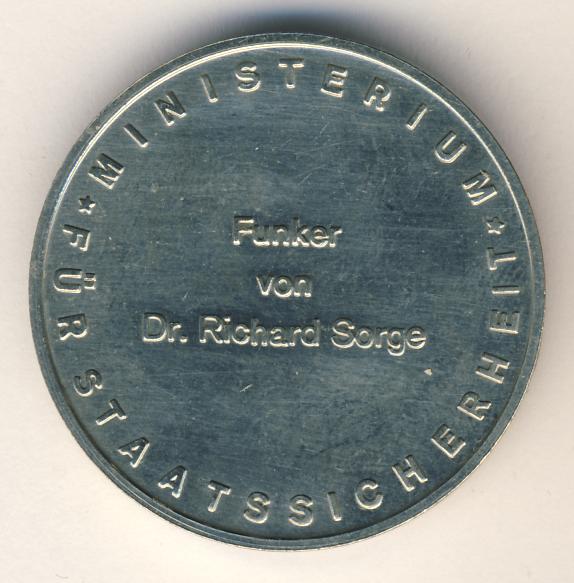 ★ MINISTERIUM ★
FÜR STAATSSICHERHEIT
Funker
von
Dr. Richard Sorge